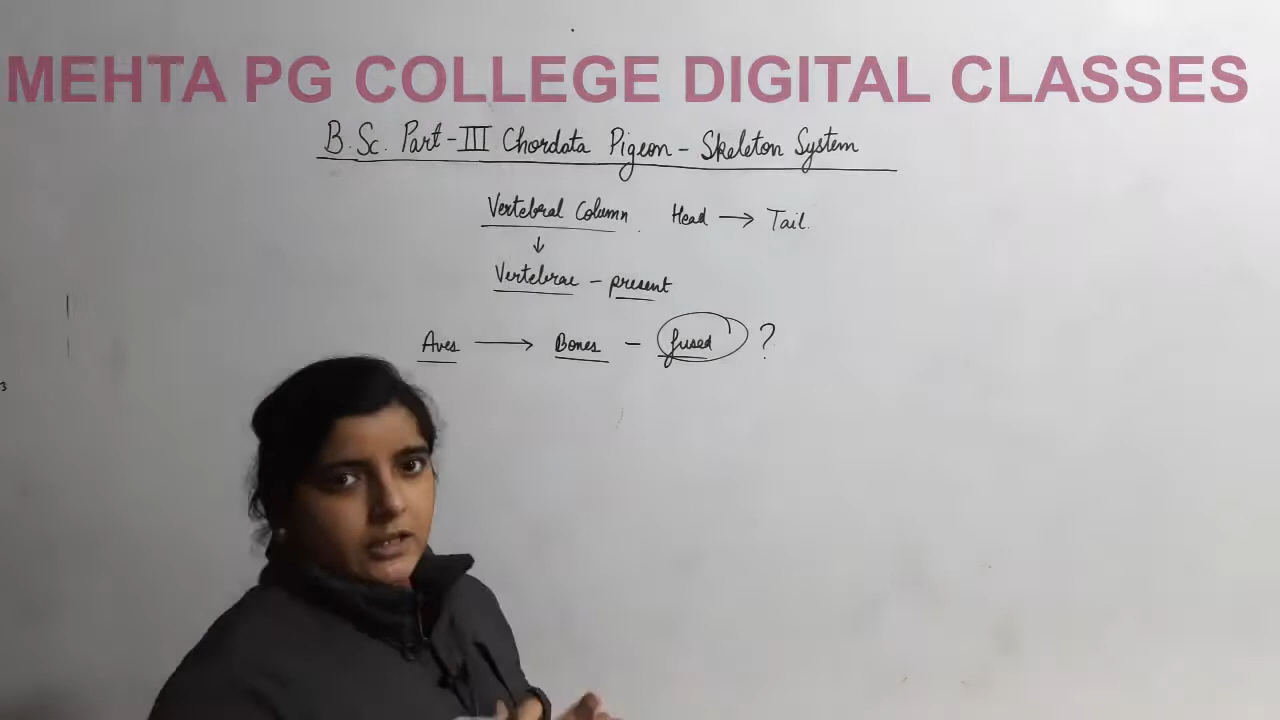 MEHTA PG COLLEGE DIGITAL CLASSES
B.Sc. Part-III Chordata Pigeon - Skeleton System
Vertebral Column Head → Tail
↓
Vertebrae - present
Aves → Bones - fused ?
3